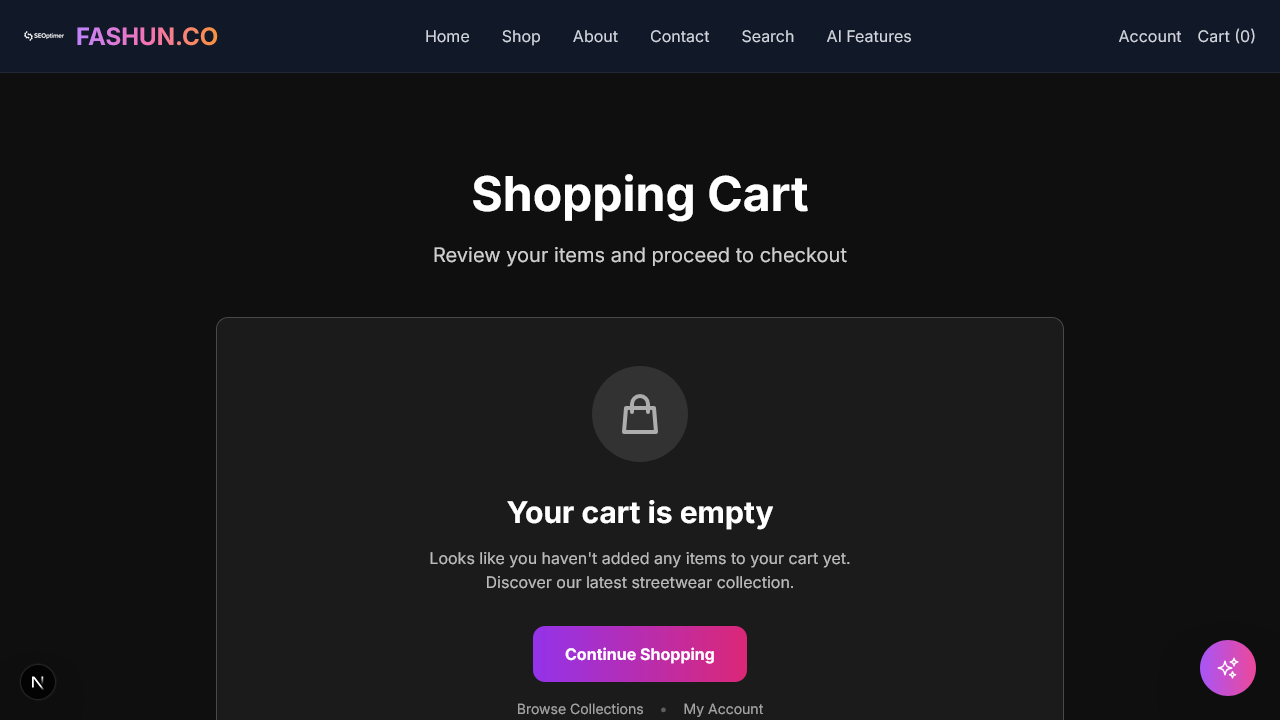 SEOptimer FASHUN.CO Home Shop About Contact Search AI Features Account Cart (0)
Shopping Cart
Review your items and proceed to checkout
Your cart is empty
Looks like you haven't added any items to your cart yet.
Discover our latest streetwear collection.
Continue Shopping
Browse Collections • My Account
N